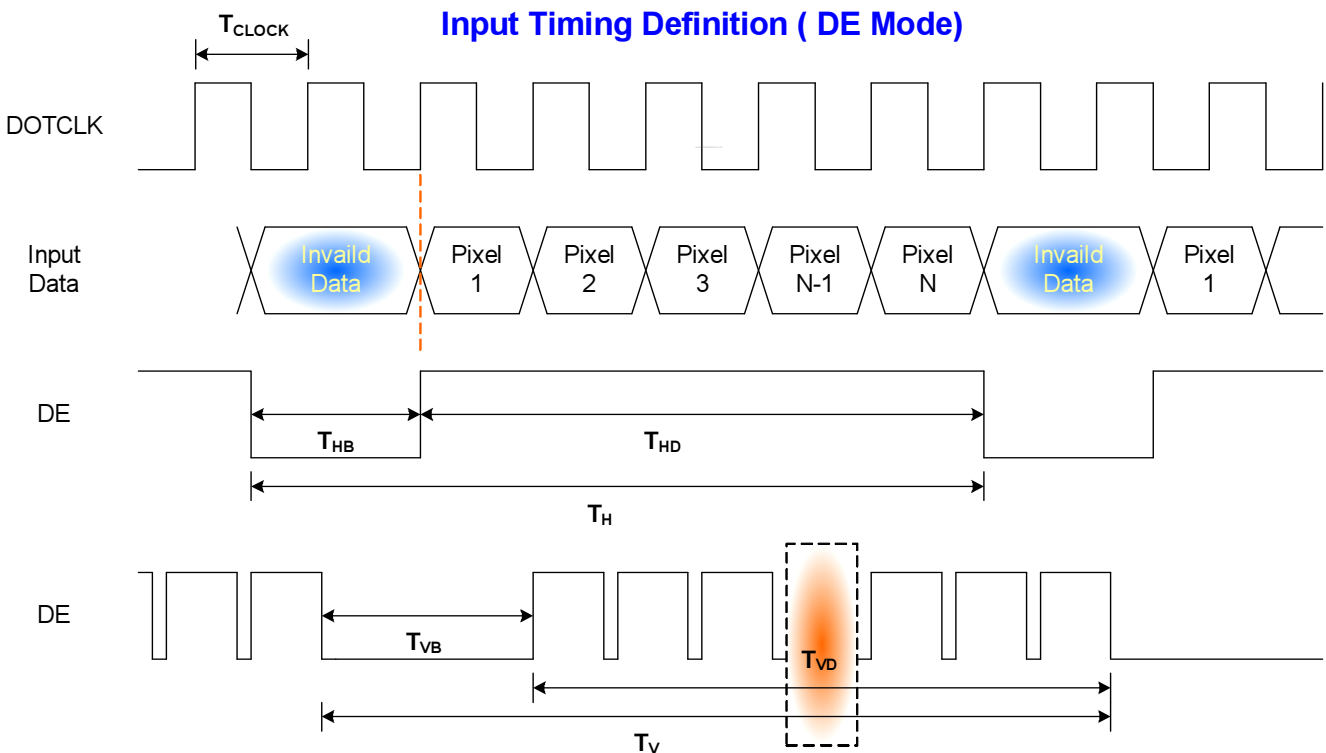 Input Timing Definition ( DE Mode)
TCLOCK
DOTCLK
Input
Data
Invaild
Data
Pixel
1
Pixel
2
Pixel
3
Pixel
N-1
Pixel
N
Invaild
Data
Pixel
1
DE
THB
THD
TH
DE
TVB
TVD
TV